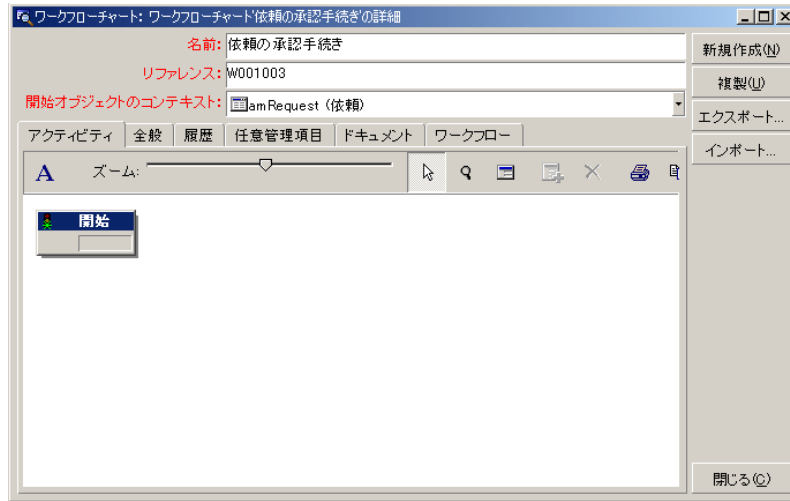 ワークフローチャート: ワークフローチャート'依頼の承認手続き'の詳細
名前: 依頼の承認手続き
新規作成(N)
リファレンス: W001003
複製(U)
開始オブジェクトのコンテキスト: amRequest (依頼)
エクスポート...
アクティビティ 全般 履歴 任意管理項目 ドキュメント ワークフロー
インポート...
A ズーム:
開始
閉じる(C)